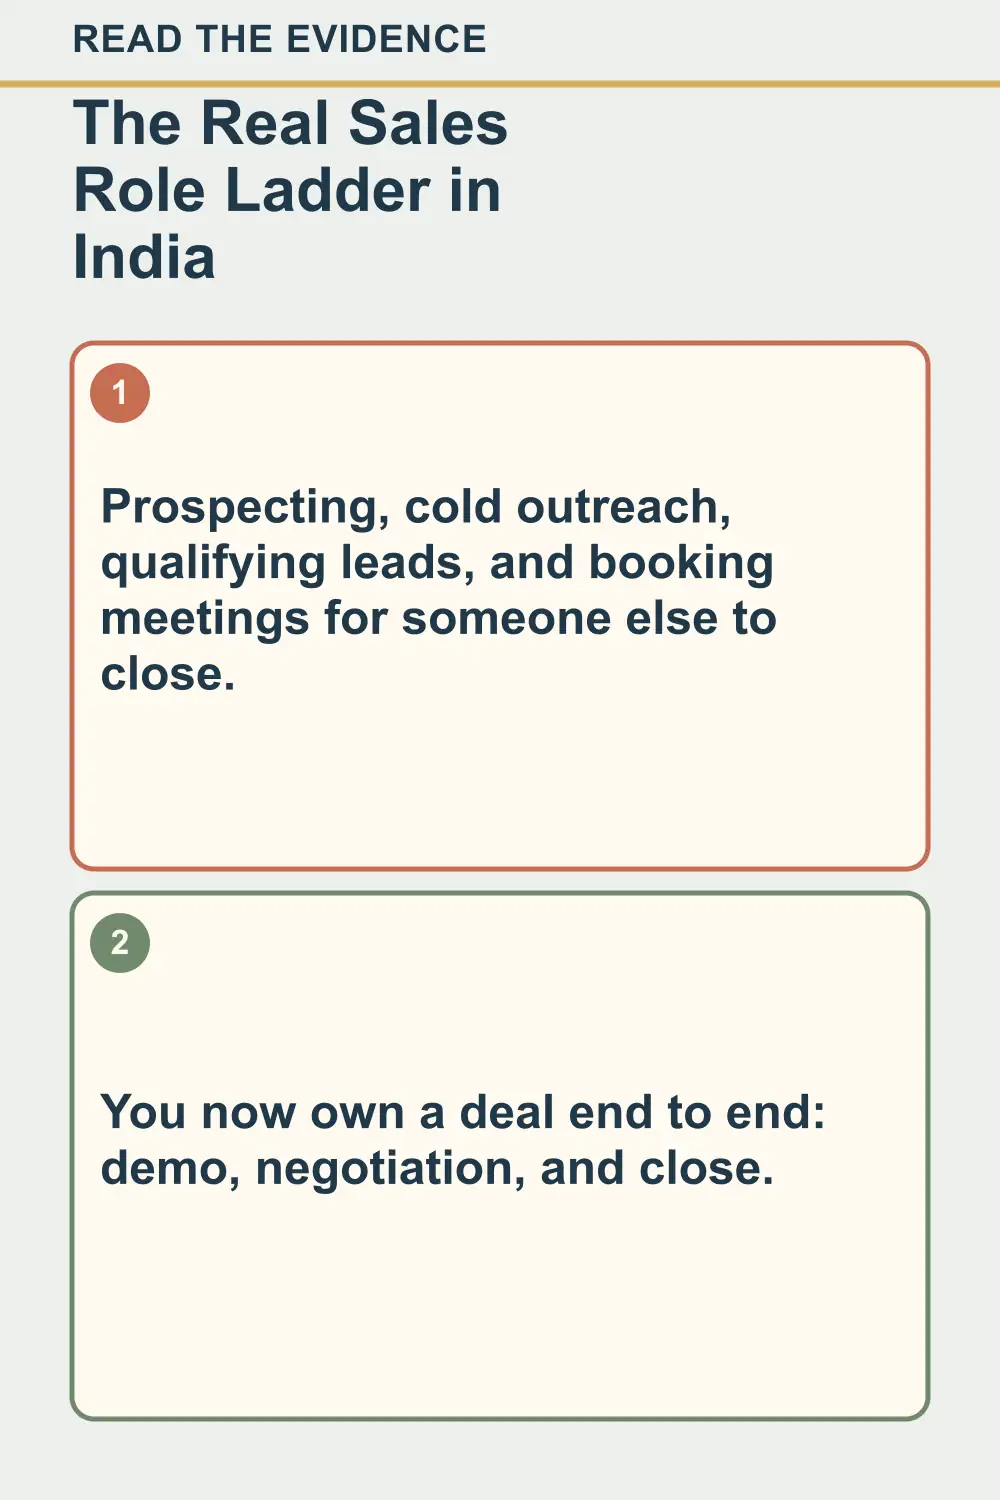 READ THE EVIDENCE
The Real Sales
Role Ladder in
India
1
Prospecting, cold outreach,
qualifying leads, and booking
meetings for someone else to
close.
2
You now own a deal end to end:
demo, negotiation, and close.